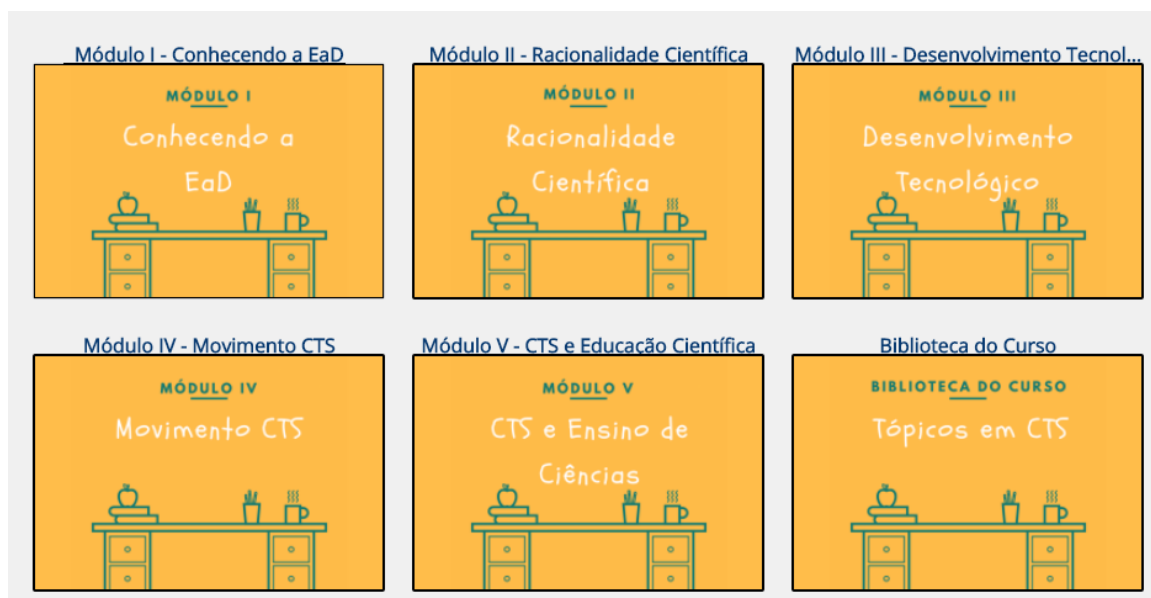 Módulo I - Conhecendo a EaD
Módulo II - Racionalidade Científica
Módulo III - Desenvolvimento Tecnol...
MÓDULO I
Conhecendo a
EaD
MÓDULO II
Racionalidade
Científica
MÓDULO III
Desenvolvimento
Tecnológico
Módulo IV - Movimento CTS
Módulo V - CTS e Educação Científica
Biblioteca do Curso
MÓDULO IV
Movimento CTS
MÓDULO V
CTS e Ensino de
Ciências
BIBLIOTECA DO CURSO
Tópicos em CTS